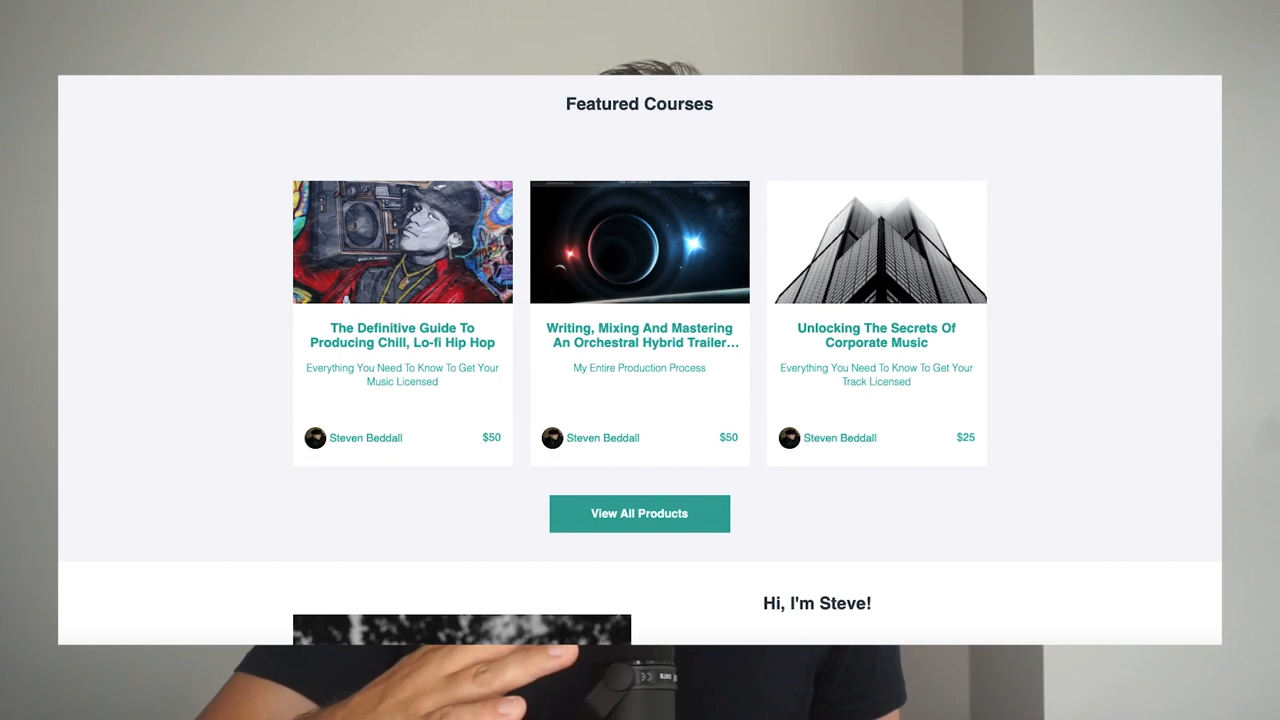 Featured Courses
The Definitive Guide To
Producing Chill, Lo-fi Hip Hop
Everything You Need To Know To Get Your
Music Licensed
Steven Beddall
$50
Writing, Mixing And Mastering
An Orchestral Hybrid Trailer…
My Entire Production Process
Steven Beddall
$50
Unlocking The Secrets Of
Corporate Music
Everything You Need To Know To Get Your
Track Licensed
Steven Beddall
$25
View All Products
Hi, I'm Steve!